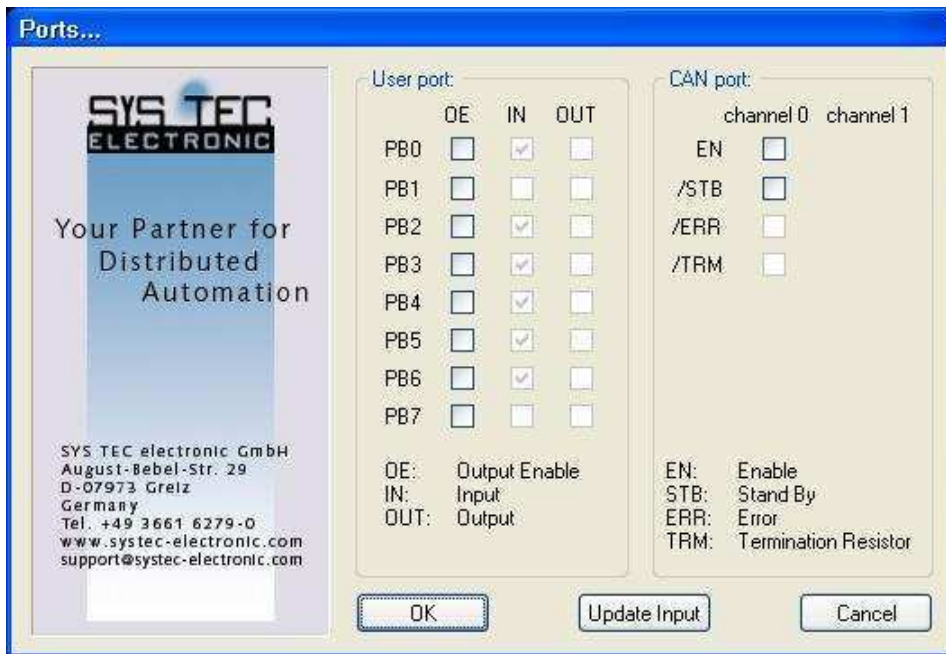 Ports...
SYS TEC
ELECTRONIC
Your Partner for
Distributed
Automation
SYS TEC electronic GmbH
August-Bebel-Str. 29
D-07973 Greiz
Germany
Tel. +49 3661 6279-0
www.systec-electronic.com
support@systec-electronic.com
User port:
OE IN OUT
PB0
PB1
PB2
PB3
PB4
PB5
PB6
PB7
OE: Output Enable
IN: Input
OUT: Output
CAN port:
channel 0 channel 1
EN
/STB
/ERR
/TRM
EN: Enable
STB: Stand By
ERR: Error
TRM: Termination Resistor
OK
Update Input
Cancel